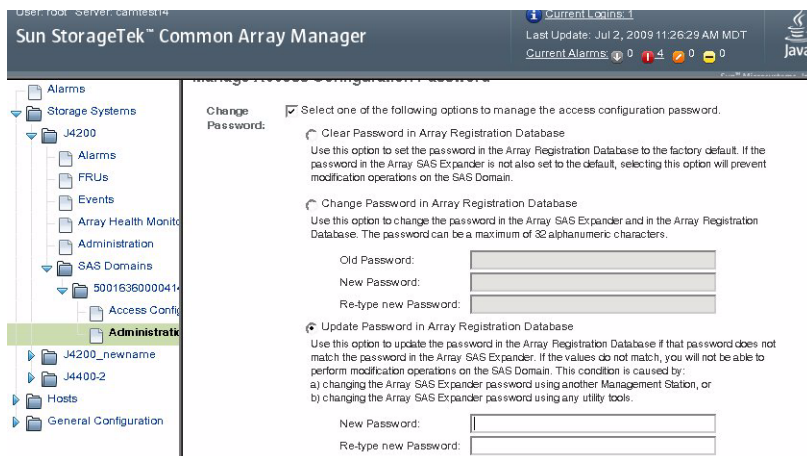 User: root Server: camtest14
Sun StorageTek™ Common Array Manager
Current Logins: 1
Last Update: Jul 2, 2009 11:26:29 AM MDT
Current Alarms: 0 4 0 0
Java
Alarms
Storage Systems
J4200
Alarms
FRUs
Events
Array Health Monito
Administration
SAS Domains
50016360000414
Access Config
Administratio
J4200_newname
J4400-2
Hosts
General Configuration
Manage Access Configuration Password
Change Password:
Select one of the following options to manage the access configuration password.
Clear Password in Array Registration Database
Use this option to set the password in the Array Registration Database to the factory default. If the
password in the Array SAS Expander is not also set to the default, selecting this option will prevent
modification operations on the SAS Domain.
Change Password in Array Registration Database
Use this option to change the password in the Array SAS Expander and in the Array Registration
Database. The password can be a maximum of 32 alphanumeric characters.
Old Password:
New Password:
Re-type new Password:
Update Password in Array Registration Database
Use this option to update the password in the Array Registration Database if that password does not
match the password in the Array SAS Expander. If the values do not match, you will not be able to
perform modification operations on the SAS Domain. This condition is caused by:
a) changing the Array SAS Expander password using another Management Station, or
b) changing the Array SAS Expander password using any utility tools.
New Password:
Re-type new Password: